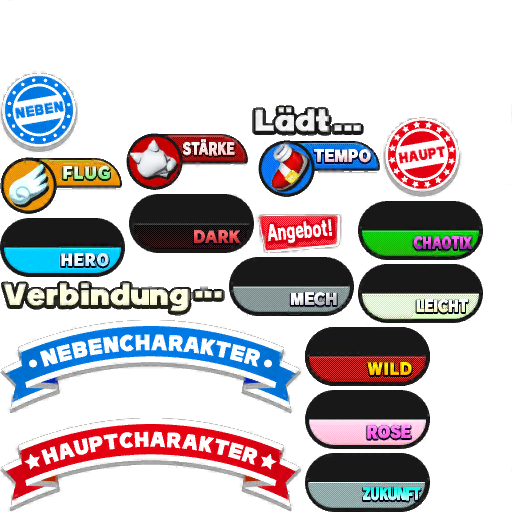 NEBEN
Lädt...
HAUPT
FLUG
STÄRKE
TEMPO
HERO
DARK
Angebot!
CHAOTIX
Verbindung...
MECH
LEICHT
NEBENCHARAKTER
WILD
ROSE
HAUPTCHARAKTER
ZUKUNFT